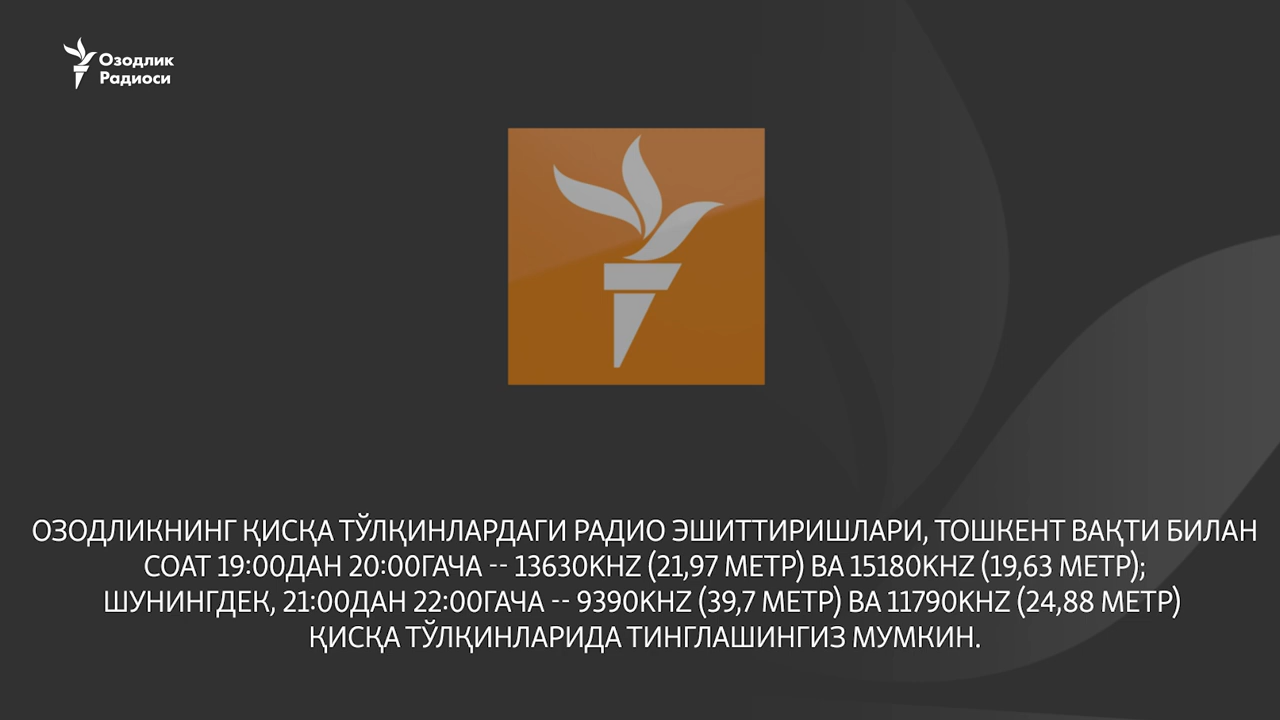 Озодлик
Радиоси
ОЗОДЛИКНИНГ ҚИСҚА ТЎЛҚИНЛАРДАГИ РАДИО ЭШИТТИРИШЛАРИ, ТОШКЕНТ ВАҚТИ БИЛАН
СОАТ 19:00ДАН 20:00ГАЧА -- 13630KHZ (21,97 МЕТР) ВА 15180KHZ (19,63 МЕТР);
ШУНИНГДЕК, 21:00ДАН 22:00ГАЧА -- 9390KHZ (39,7 МЕТР) ВА 11790KHZ (24,88 МЕТР)
ҚИСҚА ТЎЛҚИНЛАРИДА ТИНГЛАШИНГИЗ МУМКИН.